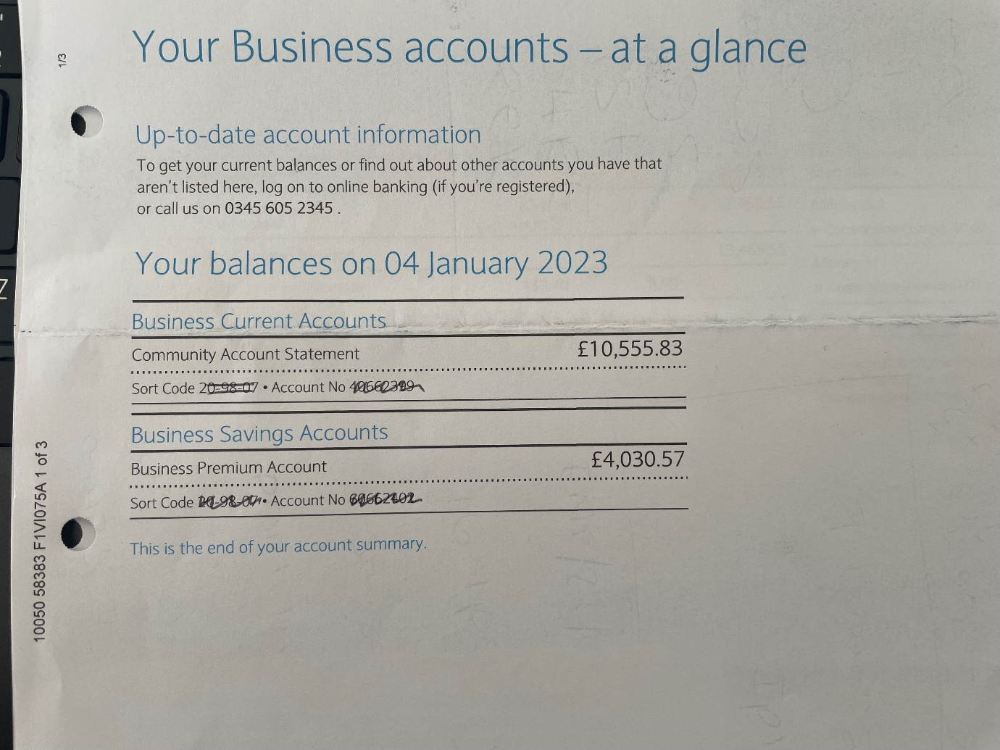 1/3
Your Business accounts – at a glance
Up-to-date account information
To get your current balances or find out about other accounts you have that
aren't listed here, log on to online banking (if you're registered),
or call us on 0345 605 2345 .
Your balances on 04 January 2023
Business Current Accounts
Community Account Statement £10,555.83
Sort Code • Account No
Business Savings Accounts
Business Premium Account £4,030.57
Sort Code • Account No
This is the end of your account summary.
10050 58383 F1VI075A 1 of 3
Z